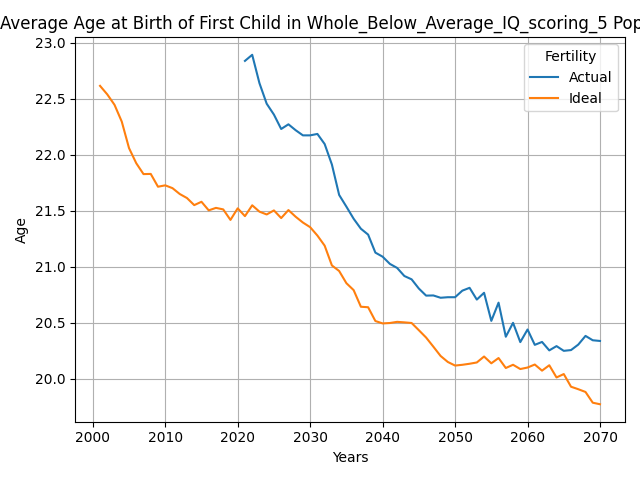 Average Age at Birth of First Child in Whole_Below_Average_IQ_scoring_5 Pop
23.0
22.5
22.0
21.5
21.0
20.5
20.0
Age
Fertility
Actual
Ideal
2000 2010 2020 2030 2040 2050 2060 2070
Years